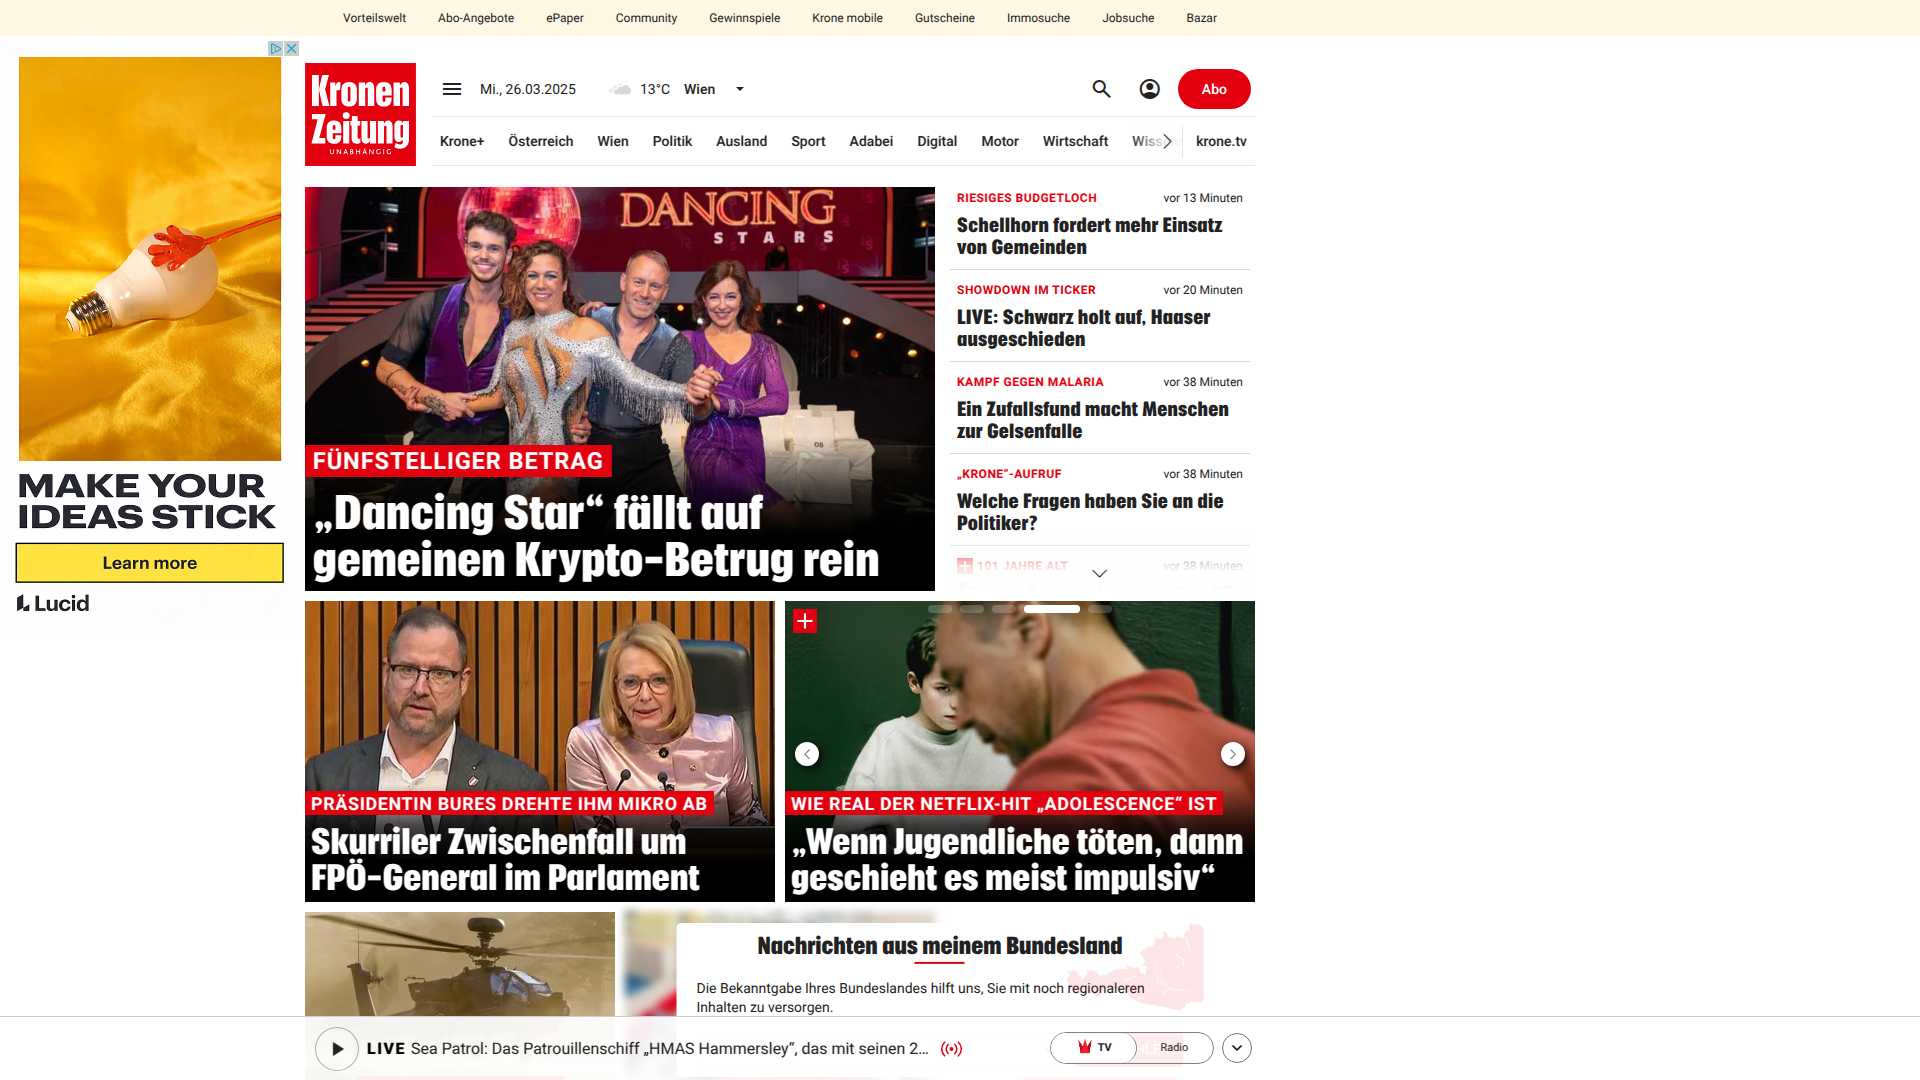 Vorteilswelt
Abo-Angebote
ePaper
Community
Gewinnspiele
Krone mobile
Gutscheine
Immosuche
Jobsuche
Bazar
MAKE YOUR
IDEAS STICK
Learn more
Lucid
Kronen
Zeitung
UNABHÄNGIG
Mi., 26.03.2025
13°C
Wien
Abo
Krone+
Österreich
Wien
Politik
Ausland
Sport
Adabei
Digital
Motor
Wirtschaft
krone.tv
DANCING
STARS
FÜNFSTELLIGER BETRAG
„Dancing Star“ fällt auf
gemeinen Krypto-Betrug rein
RIESIGES BUDGETLOCH
vor 13 Minuten
Schellhorn fordert mehr Einsatz
von Gemeinden
SHOWDOWN IM TICKER
vor 20 Minuten
LIVE: Schwarz holt auf, Haaser
ausgeschieden
KAMPF GEGEN MALARIA
vor 38 Minuten
Ein Zufallsfund macht Menschen
zur Gelsenfalle
„KRONE“-AUFRUF
vor 38 Minuten
Welche Fragen haben Sie an die
Politiker?
101 JAHRE ALT
vor 38 Minuten
PRÄSIDENTIN BURES DREHTE IHM MIKRO AB
Skurriler Zwischenfall um
FPÖ-General im Parlament
WIE REAL DER NETFLIX-HIT „ADOLESCENCE“ IST
„Wenn Jugendliche töten, dann
geschieht es meist impulsiv“
Nachrichten aus meinem Bundesland
Die Bekanntgabe Ihres Bundeslandes hilft uns, Sie mit noch regionaleren
Inhalten zu versorgen.
LIVE Sea Patrol: Das Patrouillenschiff „HMAS Hammersley“, das mit seinen 2...
TV
Radio